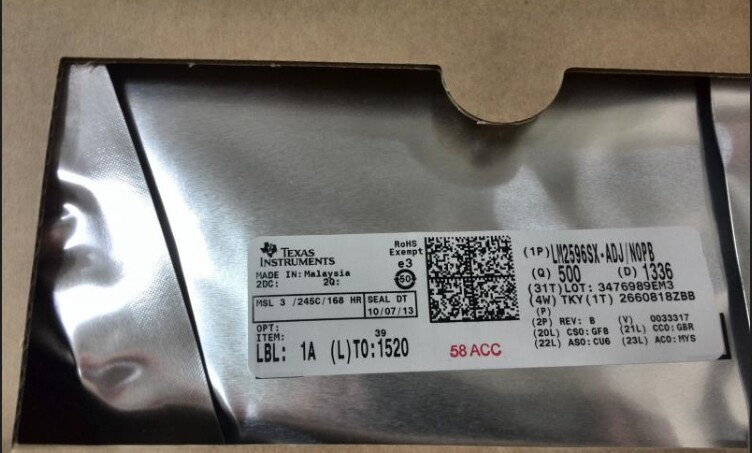 TEXAS
INSTRUMENTS
RoHS
Exempt
e3
MADE IN: Malaysia
2DC: 2Q:
50
MSL 3 /245C/168 HR
SEAL DT
10/07/13
OPT:
ITEM: 39
LBL: 1A (L)TO:1520
58 ACC
(1P)LM2596SX-ADJ/NOPB
(Q) 500 (D) 1336
(31T)LOT: 3476989EM3
(4W) TKY(1T) 2660818ZBB
(P)
(2P) REV: B (V) 0033317
(20L) CSO:GF8 (21L) CCO:GBR
(22L) ASO:CU6 (23L) ACO:MYS